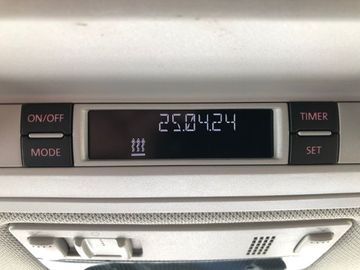 ON/OFF
25.04.24
TIMER
MODE
SET